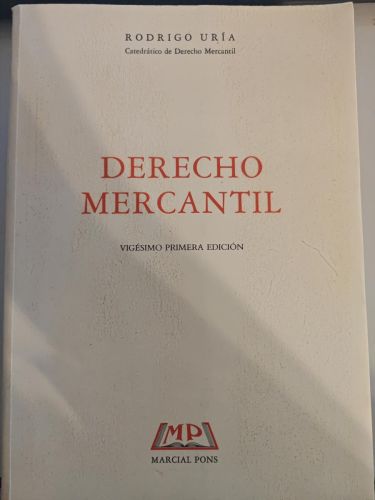 RODRIGO URÍA
Catedrático de Derecho Mercantil
DERECHO
MERCANTIL
VIGÉSIMO PRIMERA EDICIÓN
MP
MARCIAL PONS